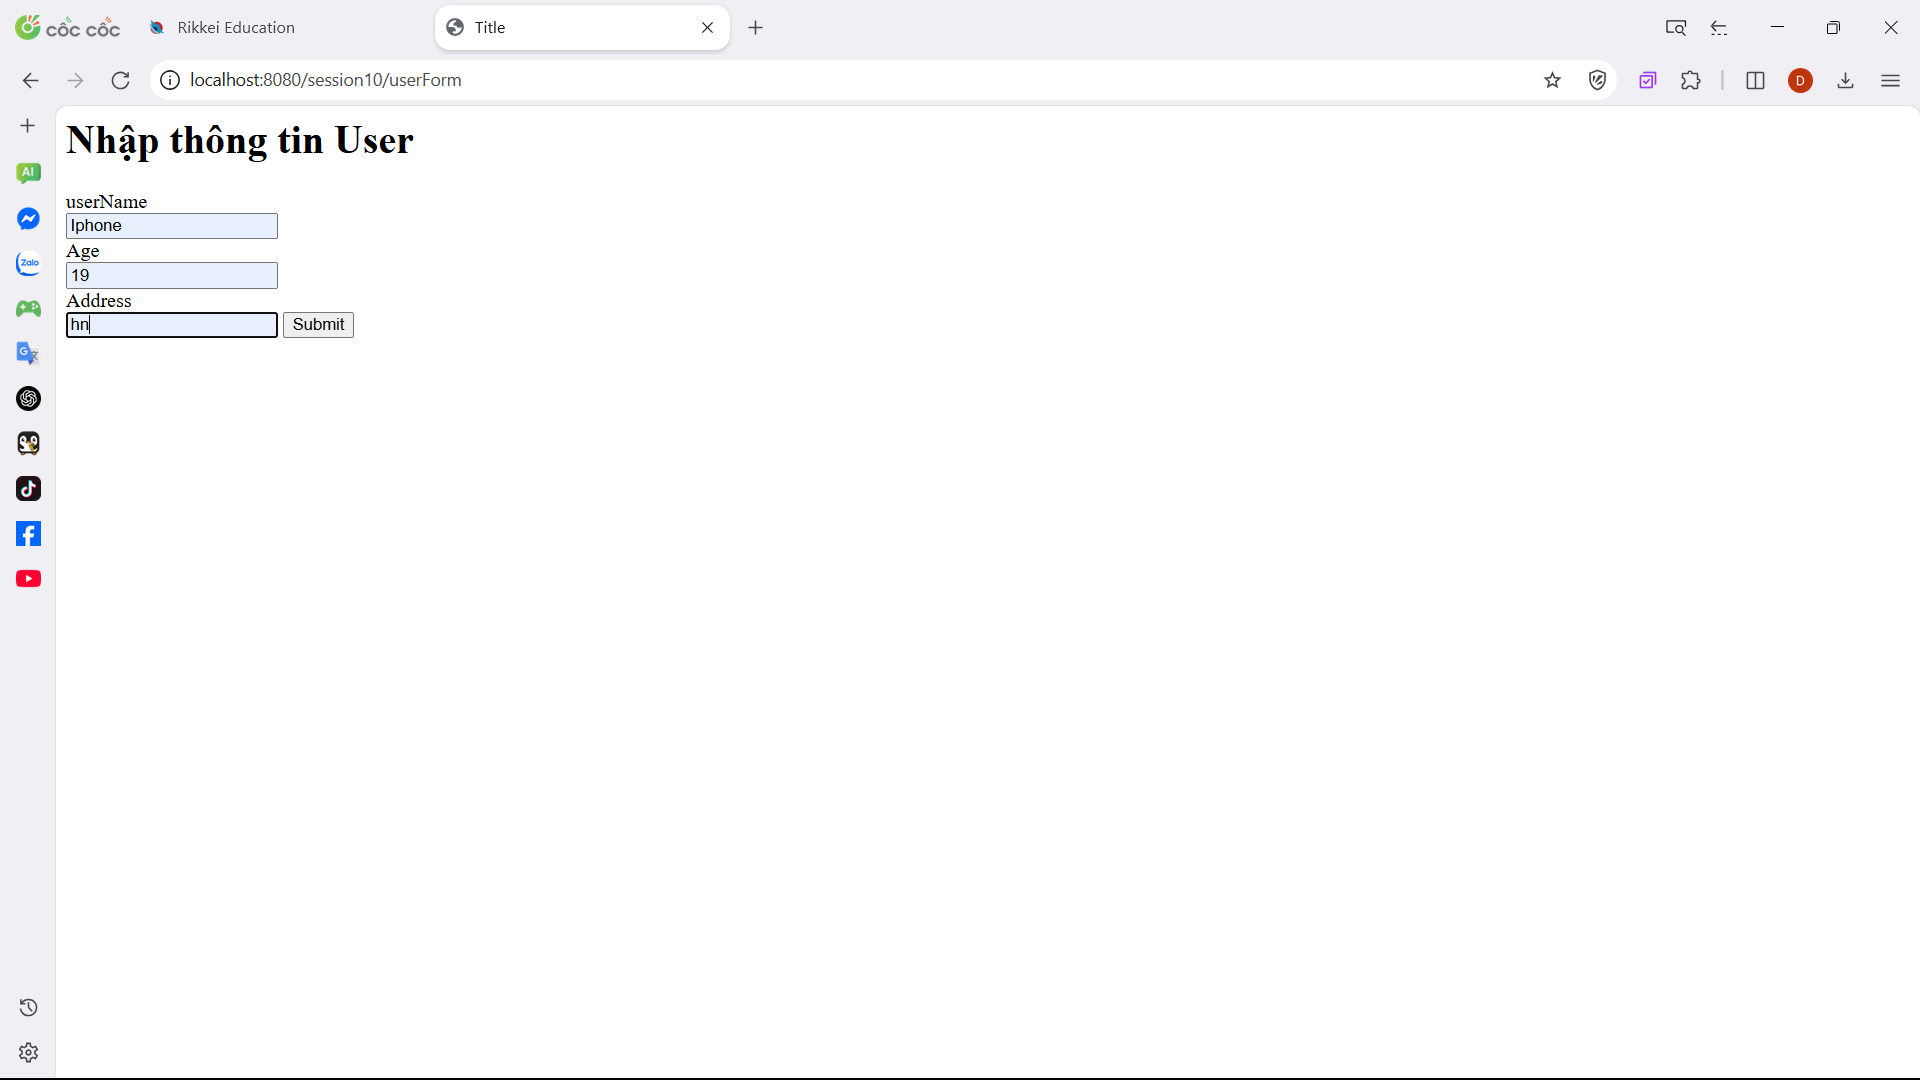 cốc cốc
Rikkei Education
Title
localhost:8080/session10/userForm
D
AI
Zalo
G
Nhập thông tin User
userName
Iphone
Age
19
Address
hn
Submit